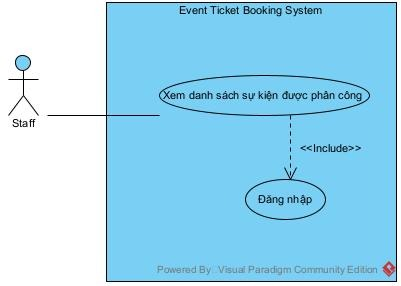 Event Ticket Booking System
Xem danh sách sự kiện được phân công
Staff
<<Include>>
Đăng nhập
Powered By Visual Paradigm Community Edition